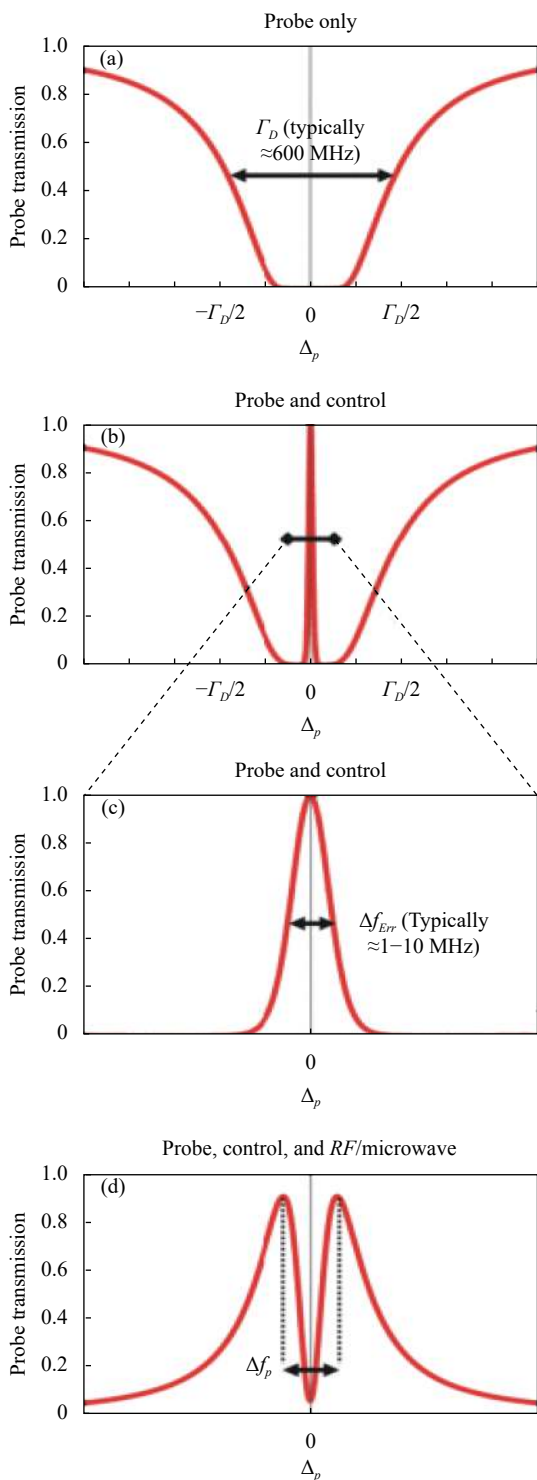 Probe only
(a)
1.0
0.8
0.6
0.4
0.2
0
Probe transmission
Γ_D (typically
≈600 MHz)
−Γ_D/2
0
Γ_D/2
Δ_p
Probe and control
(b)
1.0
0.8
0.6
0.4
0.2
0
Probe transmission
−Γ_D/2
0
Γ_D/2
Δ_p
Probe and control
(c)
1.0
0.8
0.6
0.4
0.2
0
Probe transmission
Δf_Err (Typically
≈1−10 MHz)
0
Δ_p
Probe, control, and RF/microwave
(d)
1.0
0.8
0.6
0.4
0.2
0
Probe transmission
Δf_p
0
Δ_p